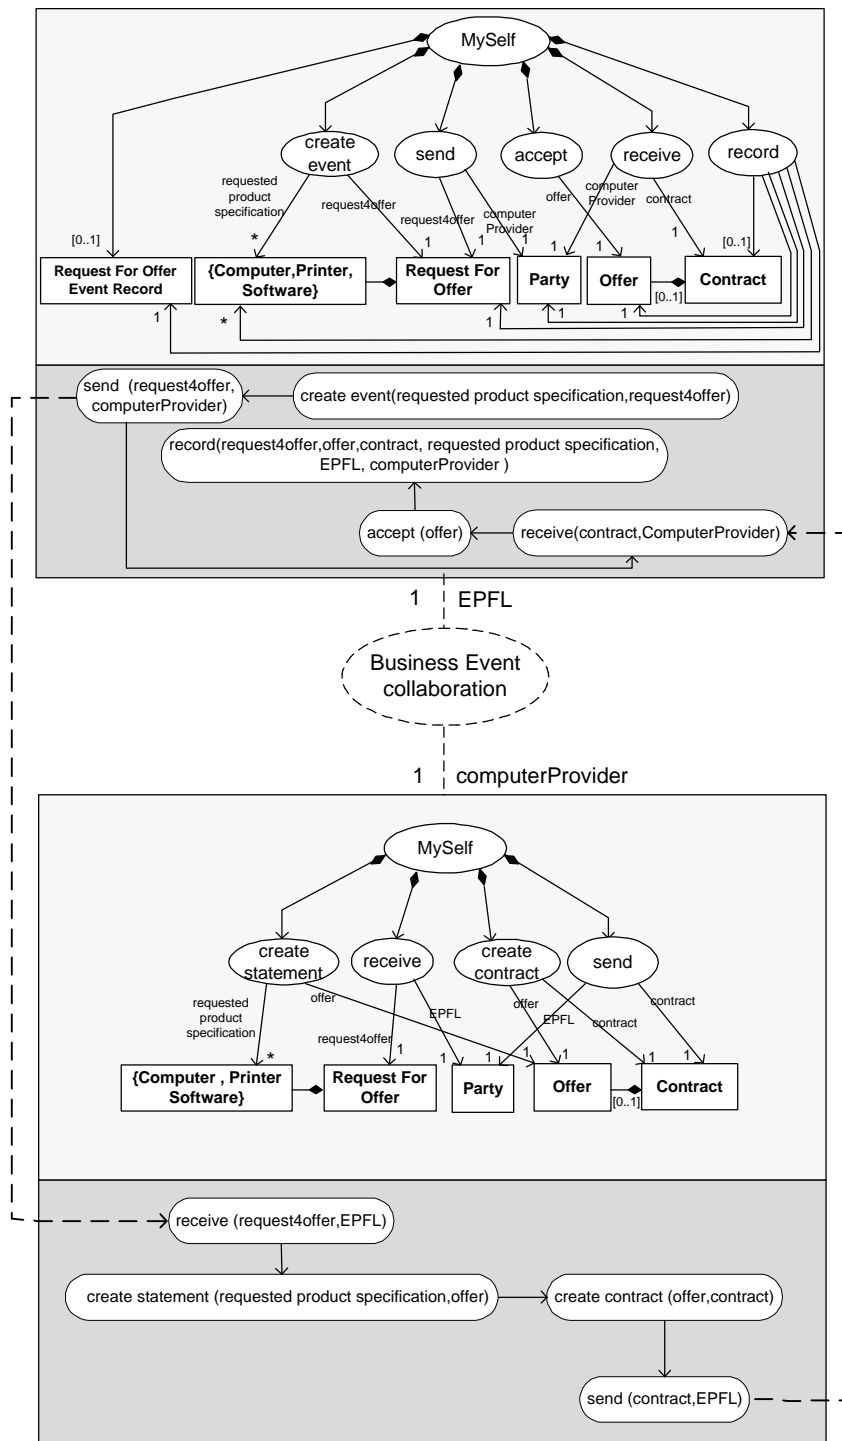 MySelf
create
event
send
accept
receive
record
requested
product
specification
request4offer
request4offer
computer
Provider
offer
computer
Provider
contract
[0..1]
*
1
1
1
1
1
1
[0..1]
Request For Offer
Event Record
{Computer,Printer,
Software}
Request For
Offer
Party
Offer
Contract
[0..1]
1
*
1
1
1
send (request4offer,
computerProvider)
create event(requested product specification,request4offer)
record(request4offer,offer,contract, requested product specification,
EPFL, computerProvider )
accept (offer)
receive(contract,ComputerProvider)
1 EPFL
Business Event
collaboration
1 computerProvider
MySelf
create
statement
receive
create
contract
send
requested
product
specification
offer
request4offer
EPFL
offer
EPFL
contract
contract
*
1
1
1
1
1
1
1
{Computer , Printer
Software}
Request For
Offer
Party
Offer
Contract
[0..1]
receive (request4offer,EPFL)
create statement (requested product specification,offer)
create contract (offer,contract)
send (contract,EPFL)